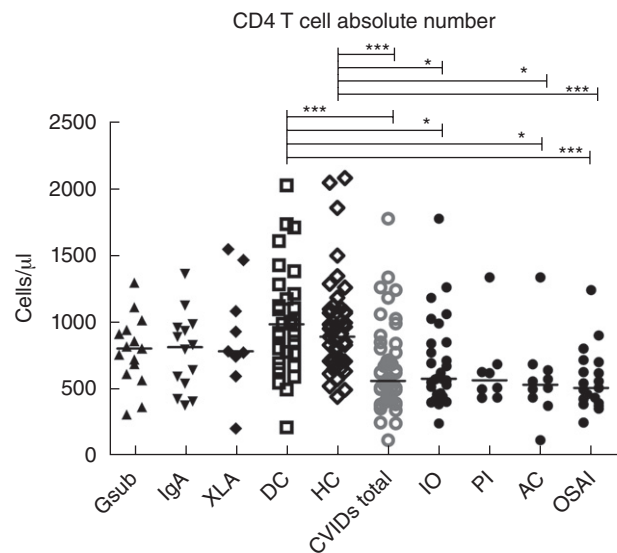 CD4 T cell absolute number
***
*
*
***
***
*
*
***
2500
2000
1500
1000
500
0
Cells/µl
Gsub
IgA
XLA
DC
HC
CVIDs total
IO
PI
AC
OSAI